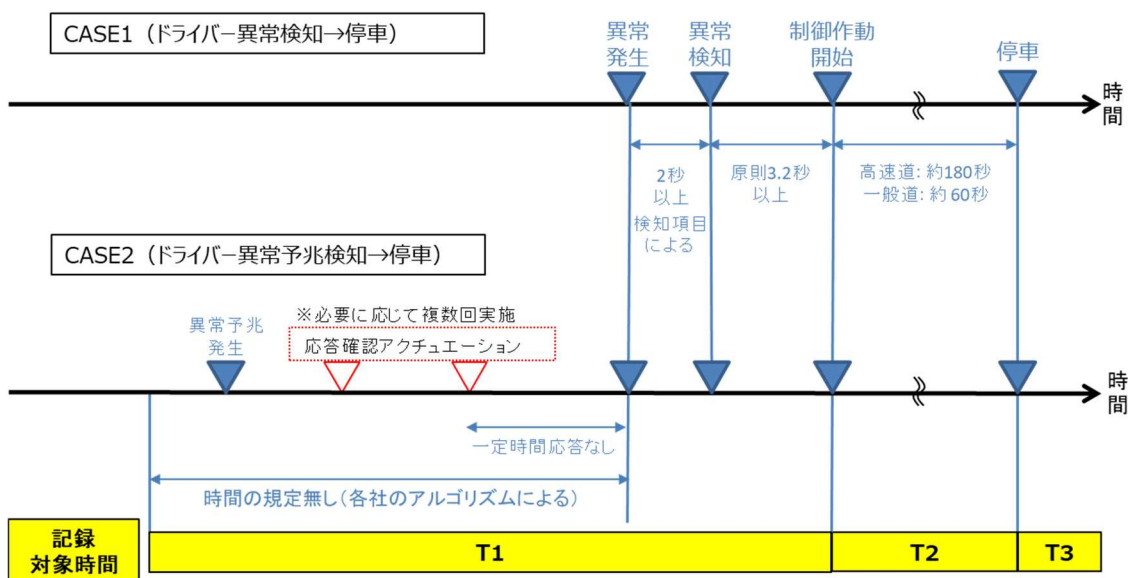 CASE1（ドライバー異常検知→停車）
異常
発生
異常
検知
制御作動
開始
停車
時
間
2秒
以上
検知項目
による
原則3.2秒
以上
高速道: 約180秒
一般道: 約 60秒
CASE2（ドライバー異常予兆検知→停車）
異常予兆
発生
※必要に応じて複数回実施
応答確認アクチュエーション
時
間
一定時間応答なし
時間の規定無し（各社のアルゴリズムによる）
記録
対象時間
T1
T2
T3